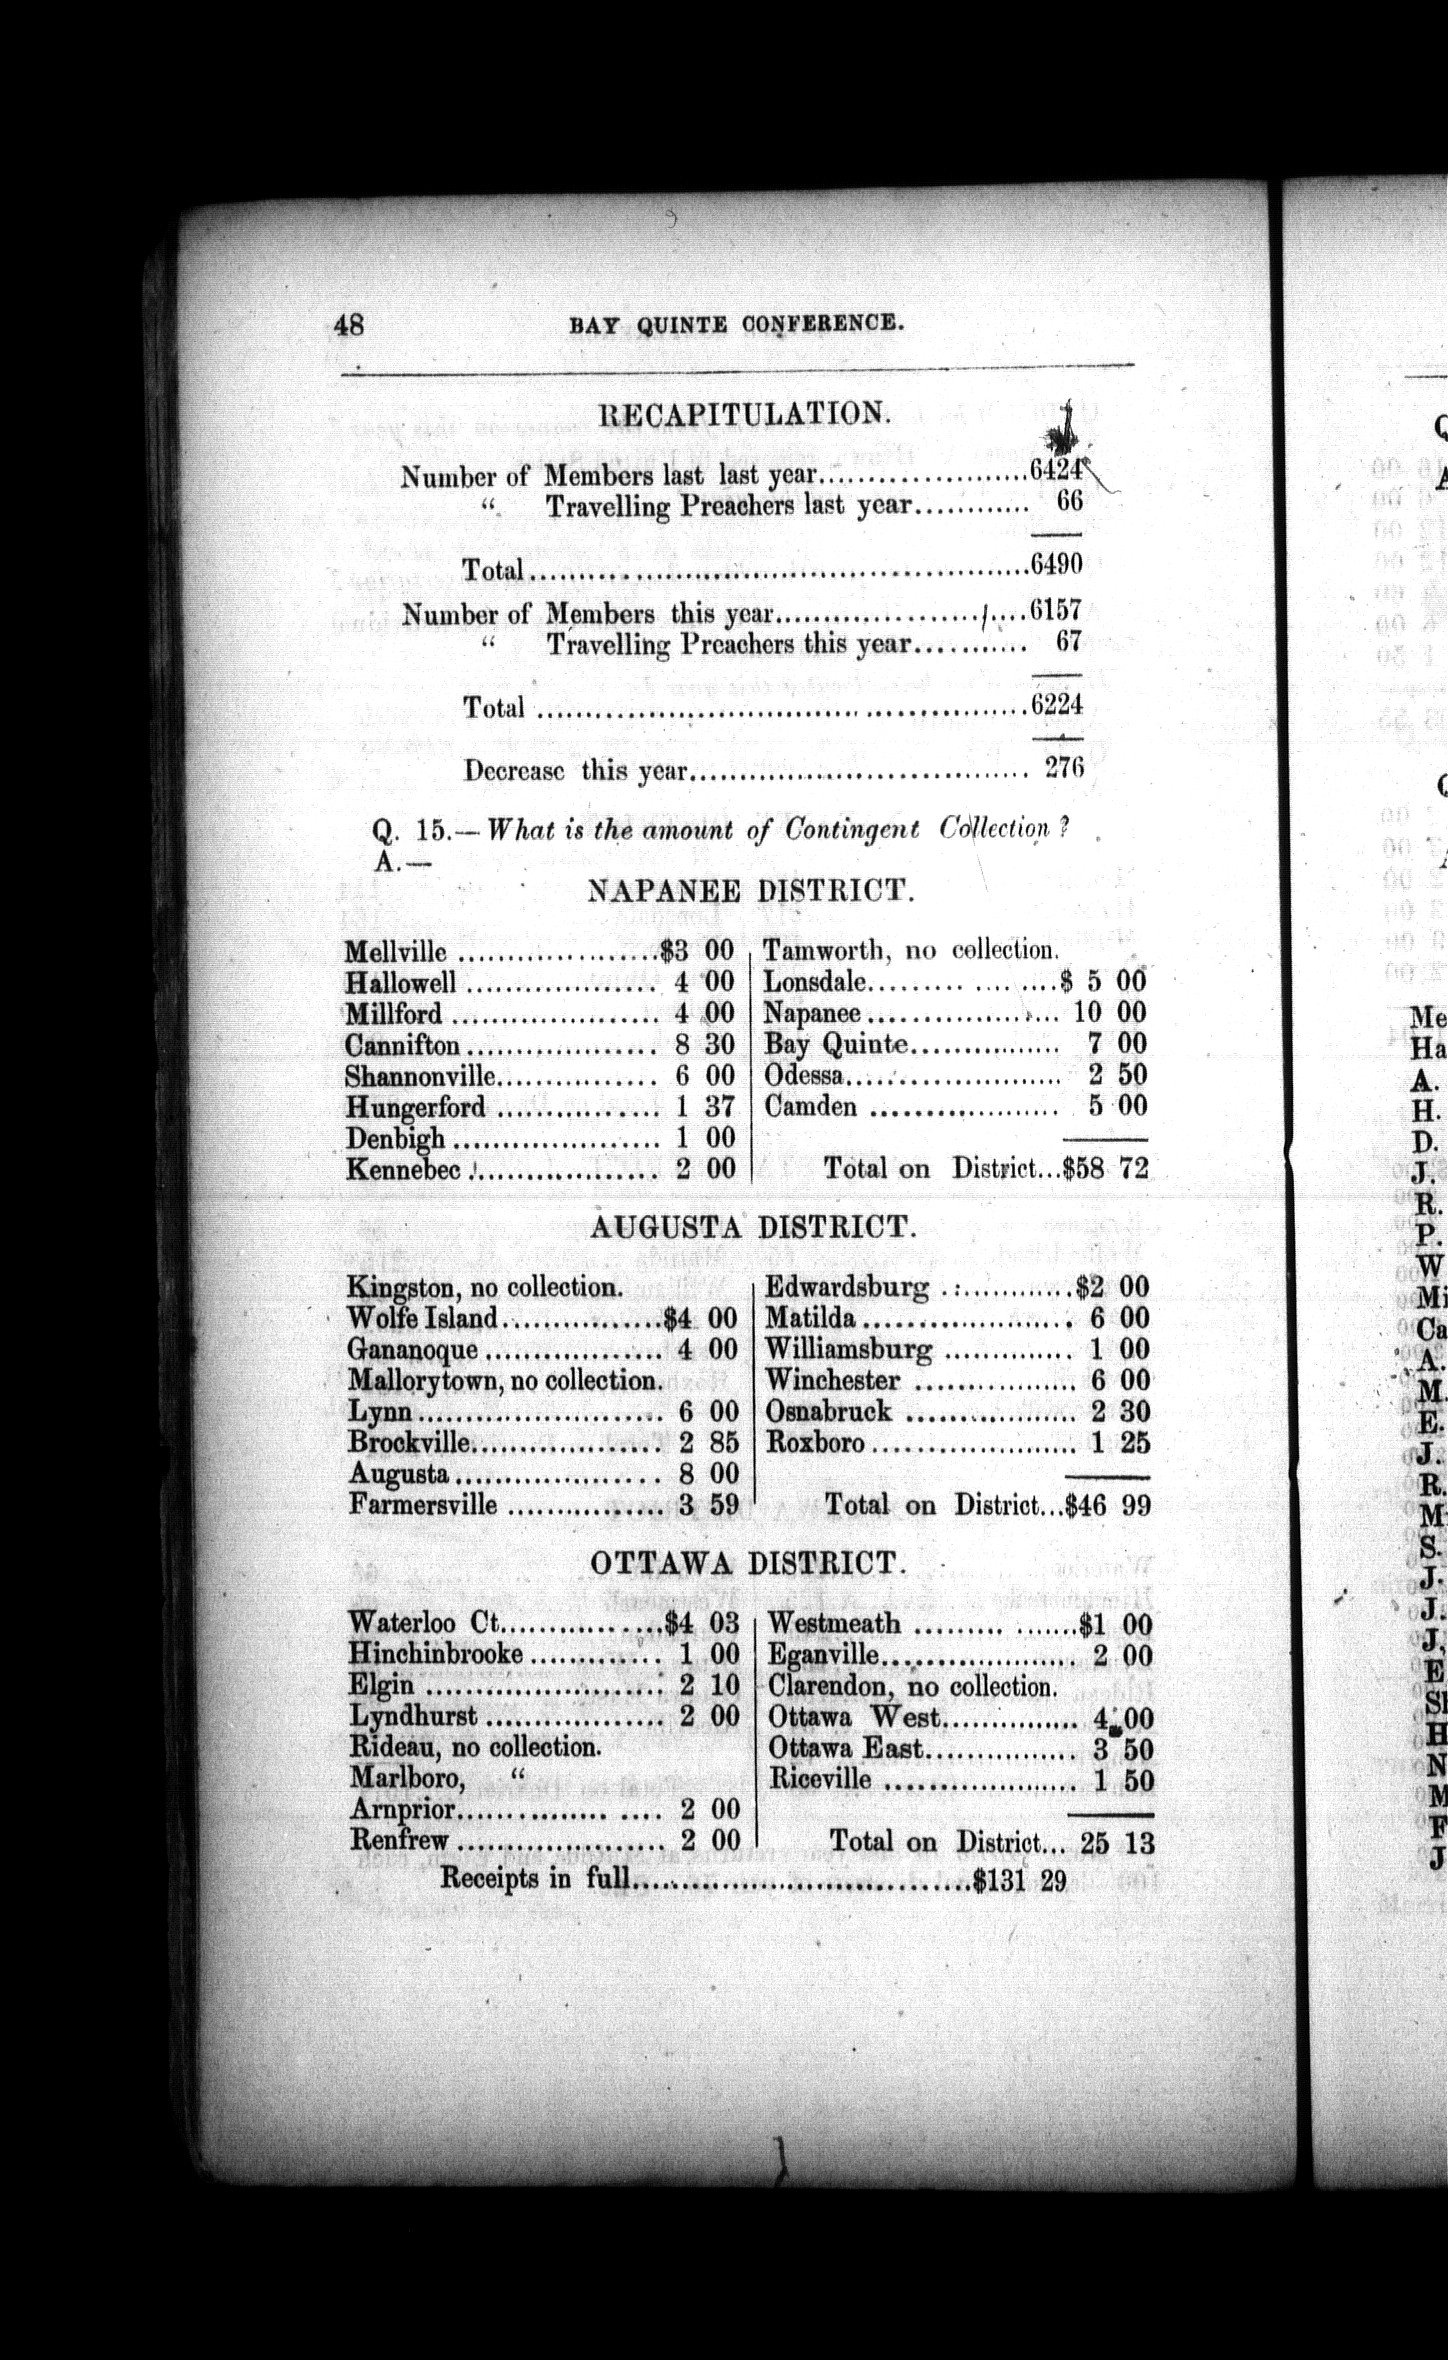 48 BAY QUINTE CONFERENCE.
RECAPITULATION.
Number of Members last last year.....................6424
“ Travelling Preachers last year............ 66
Total..................................................6490
Number of Members this year.........................6157
“ Travelling Preachers this year........... 67
Total ..................................................6224
Decrease this year.................................. 276
Q. 15.—What is the amount of Contingent Collection ?
A.—
NAPANEE DISTRICT.
Mellville ....................$3 00
Hallowell ................... 4 00
Millford ..................... 4 00
Cannifton................... 8 30
Shannonville................ 6 00
Hungerford ................. 1 37
Denbigh ..................... 1 00
Kennebec ................... 2 00
Tamworth, no collection.
Lonsdale.......... .... ....$ 5 00
Napanee.................... 10 00
Bay Quinte................ 7 00
Odessa...................... 2 50
Camden ................... 5 00
Total on District...$58 72
AUGUSTA DISTRICT.
Kingston, no collection.
Wolfe Island................$4 00
Gananoque.................. 4 00
Mallorytown, no collection.
Lynn......................... 6 00
Brockville................... 2 85
Augusta..................... 8 00
Farmersville ................ 3 59
Edwardsburg .:............$2 00
Matilda...................... 6 00
Williamsburg .............. 1 00
Winchester ................. 6 00
Osnabruck .................. 2 30
Roxboro..................... 1 25
Total on District...$46 99
OTTAWA DISTRICT.
Waterloo Ct.................$4 03
Hinchinbrooke ............. 1 00
Elgin ........................ 2 10
Lyndhurst .................. 2 00
Rideau, no collection.
Marlboro, “
Arnprior............... .... 2 00
Renfrew ..................... 2 00
Westmeath ......... .......$1 00
Eganville.................... 2 00
Clarendon, no collection.
Ottawa West.............. 4 00
Ottawa East................ 3 50
Riceville .................... 1 50
Total on District... 25 13
Receipts in full..................................$131 29
Q
A
Q
Me
Ha
A.
H.
D.
J.
R.
P.
W
Mi
Ca
A.
M.
E.
J.
R.
M
S.
J.
J.
J.
J,
E
Sl
H
N
M
F
J